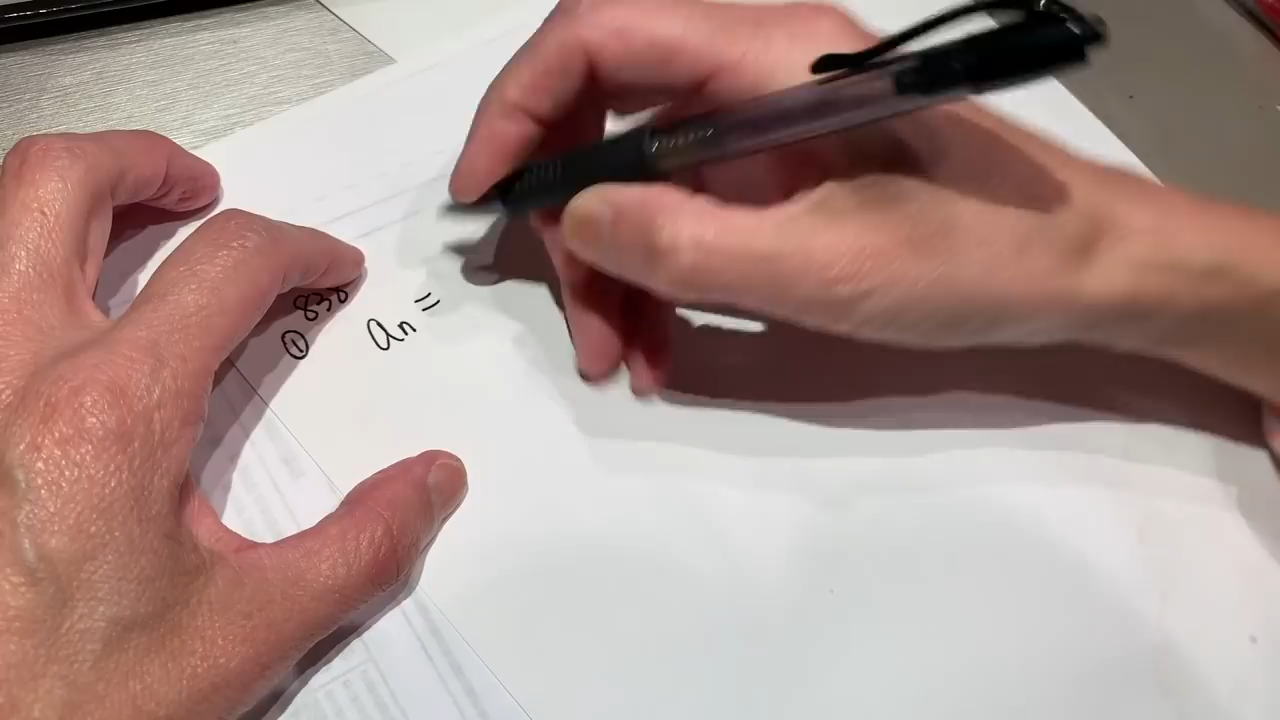 838
① an =